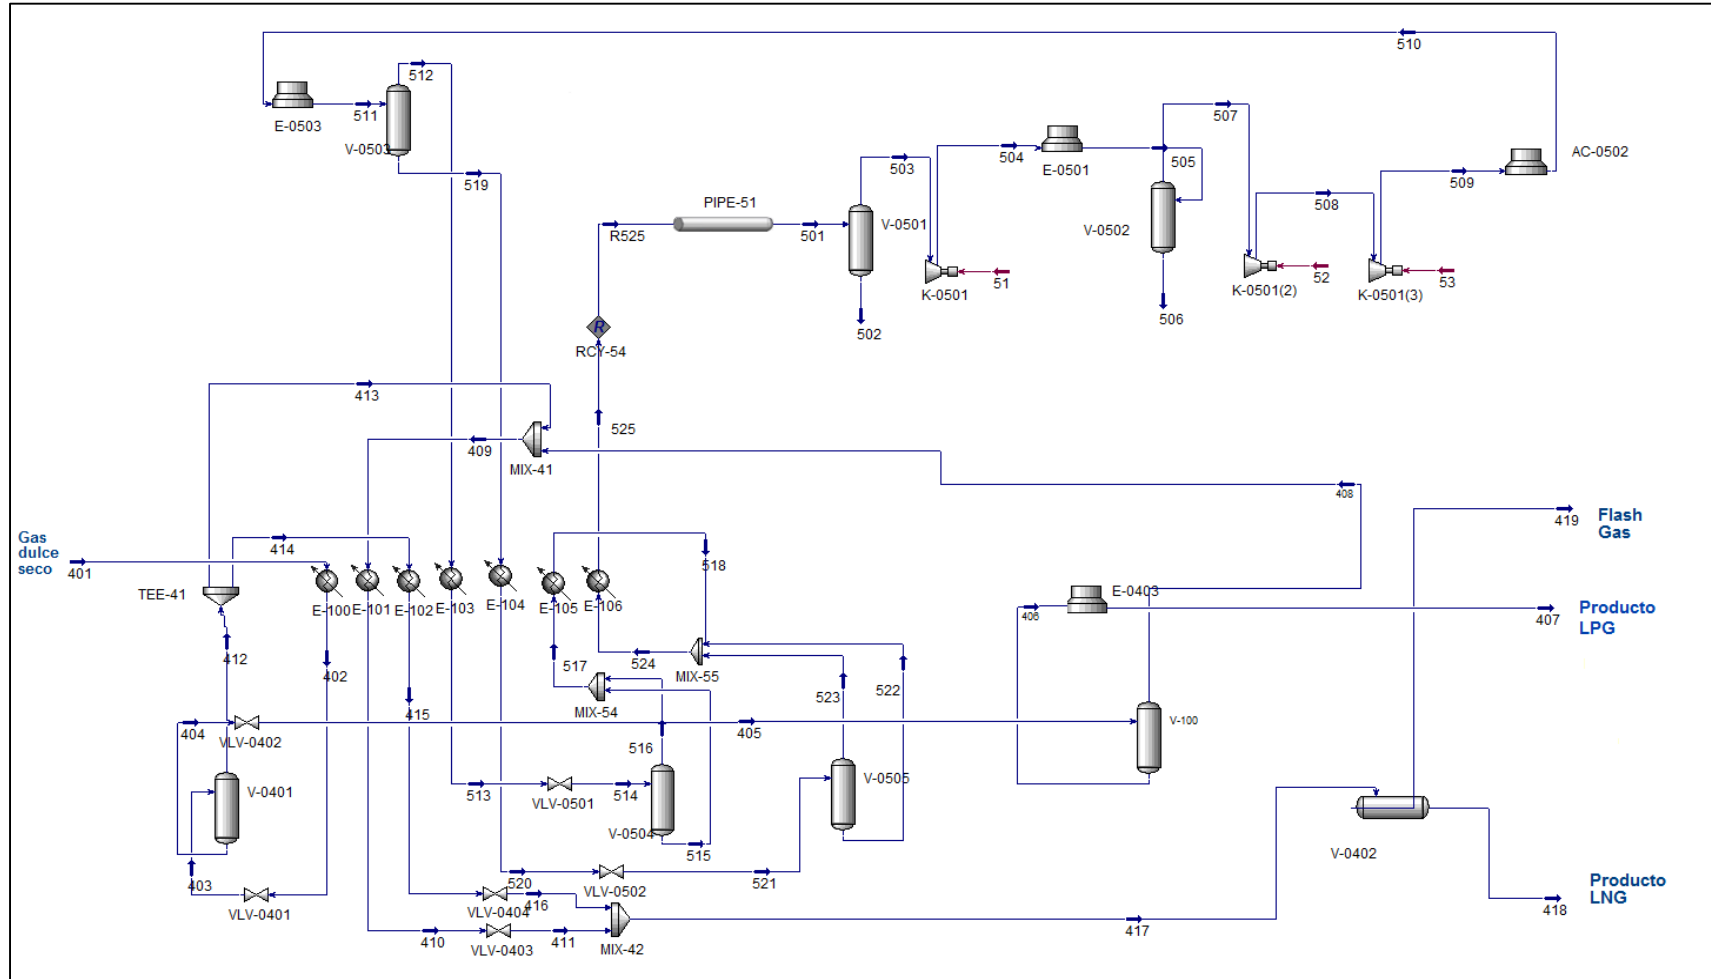 510
512
E-0503
511
V-0503
519
507
504
E-0501
505
503
AC-0502
509
508
PIPE-51
R525
501
V-0501
V-0502
K-0501
51
K-0501(2)
52
K-0501(3)
53
502
506
R
RCY-54
413
525
409
MIX-41
408
419
Flash
Gas
Gas
dulce
seco
401
414
518
TEE-41
E-100
E-101
E-102
E-103
E-104
E-105
E-106
E-0403
406
407
Producto
LPG
412
402
517
524
MIX-55
523
522
MIX-54
415
404
VLV-0402
516
405
V-100
V-0401
513
VLV-0501
514
V-0504
V-0505
515
403
VLV-0401
520
VLV-0502
521
VLV-0404
416
410
VLV-0403
411
MIX-42
417
V-0402
Producto
LNG
418